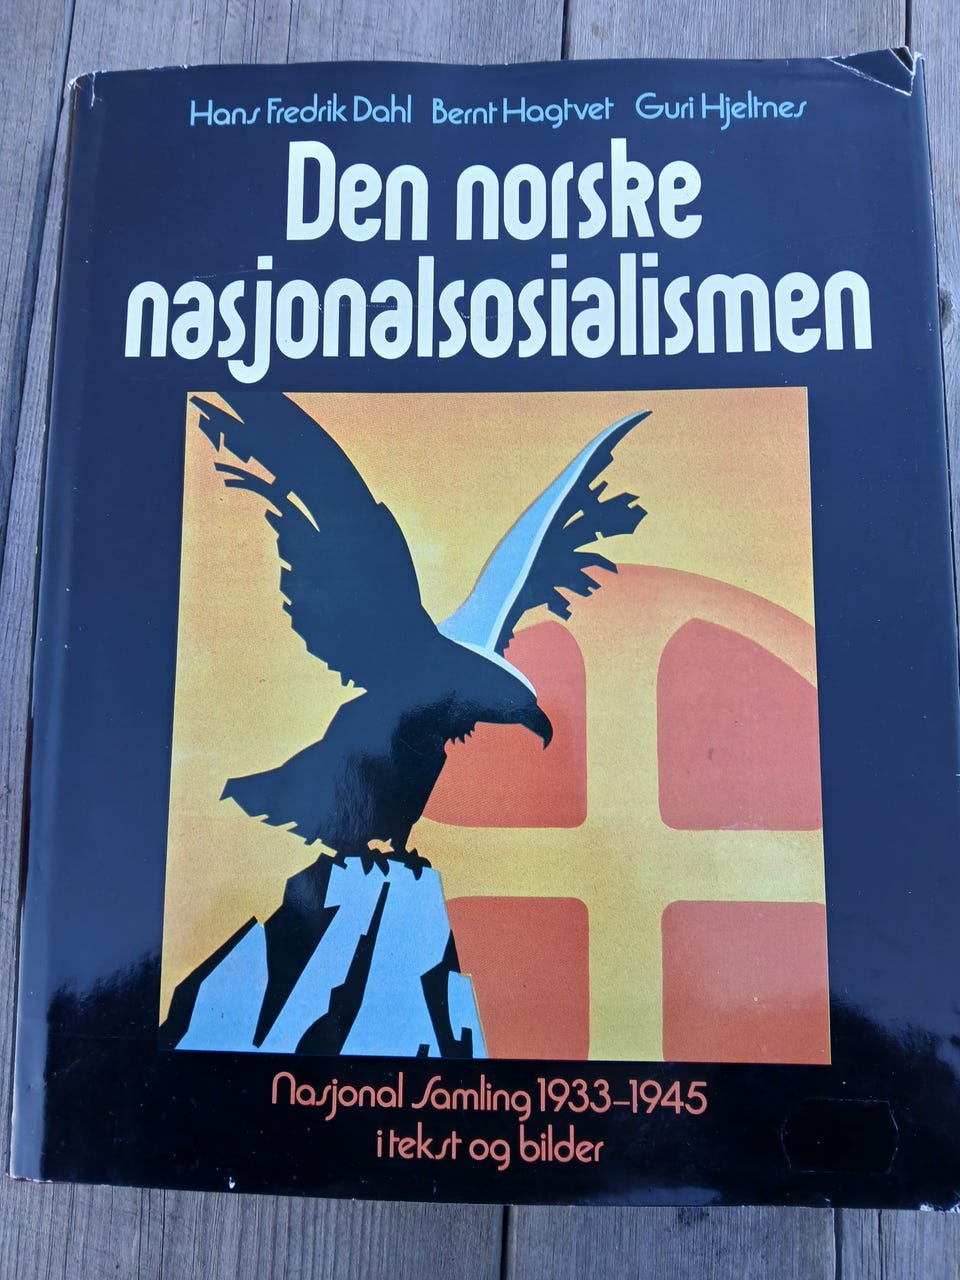 Hans Fredrik Dahl Bernt Hagtvet Guri Hjeltnes
Den norske
nasjonalsosialismen
Nasjonal Samling 1933–1945
i tekst og bilder